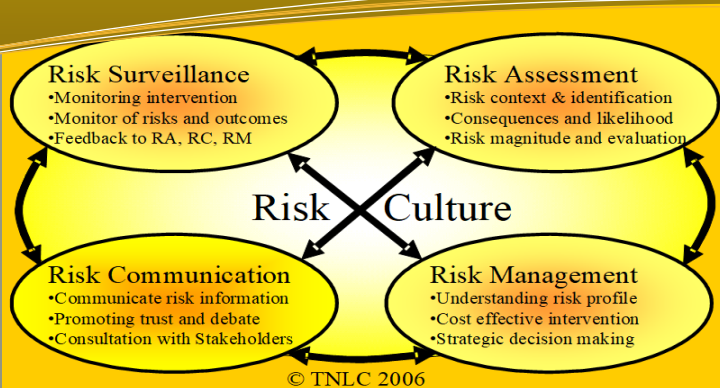 Risk Surveillance
•Monitoring intervention
•Monitor of risks and outcomes
•Feedback to RA, RC, RM
Risk Assessment
•Risk context & identification
•Consequences and likelihood
•Risk magnitude and evaluation
Risk Culture
Risk Communication
•Communicate risk information
•Promoting trust and debate
•Consultation with Stakeholders
Risk Management
•Understanding risk profile
•Cost effective intervention
•Strategic decision making
© TNLC 2006